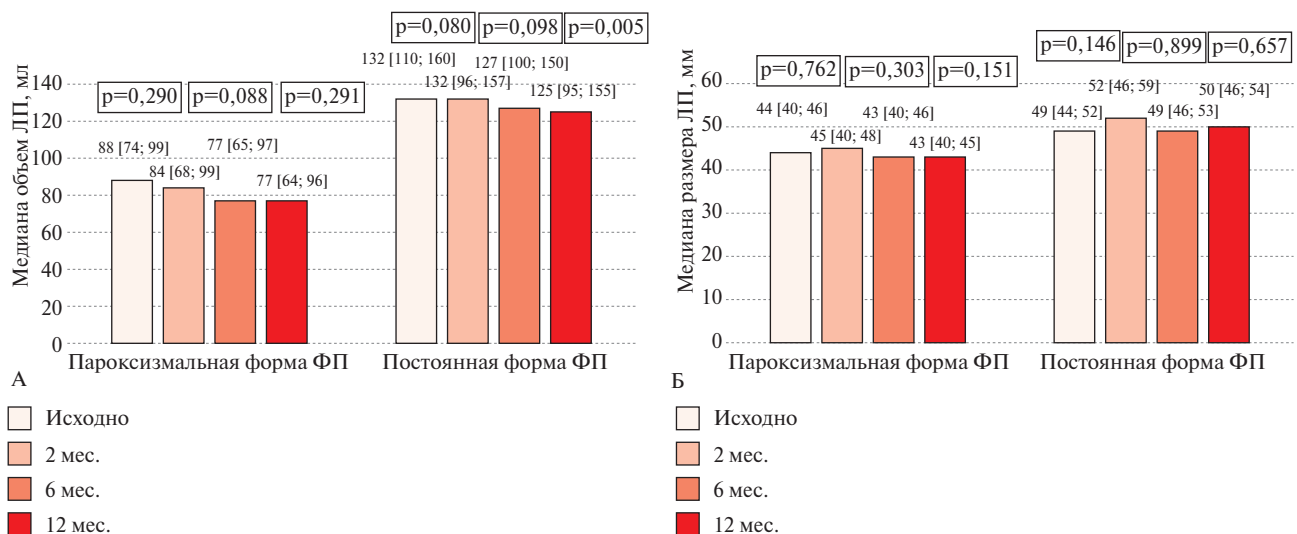 Медиана объем ЛП, мл
140
120
100
80
60
40
20
0
p=0,290
p=0,088
p=0,291
p=0,080
p=0,098
p=0,005
88 [74; 99]
84 [68; 99]
77 [65; 97]
77 [64; 96]
132 [110; 160]
132 [96; 157]
127 [100; 150]
125 [95; 155]
Пароксизмальная форма ФП
Постоянная форма ФП
А
Исходно
2 мес.
6 мес.
12 мес.
Медиана размера ЛП, мм
60
50
40
30
20
10
0
p=0,762
p=0,303
p=0,151
p=0,146
p=0,899
p=0,657
44 [40; 46]
45 [40; 48]
43 [40; 46]
43 [40; 45]
49 [44; 52]
52 [46; 59]
49 [46; 53]
50 [46; 54]
Пароксизмальная форма ФП
Постоянная форма ФП
Б
Исходно
2 мес.
6 мес.
12 мес.